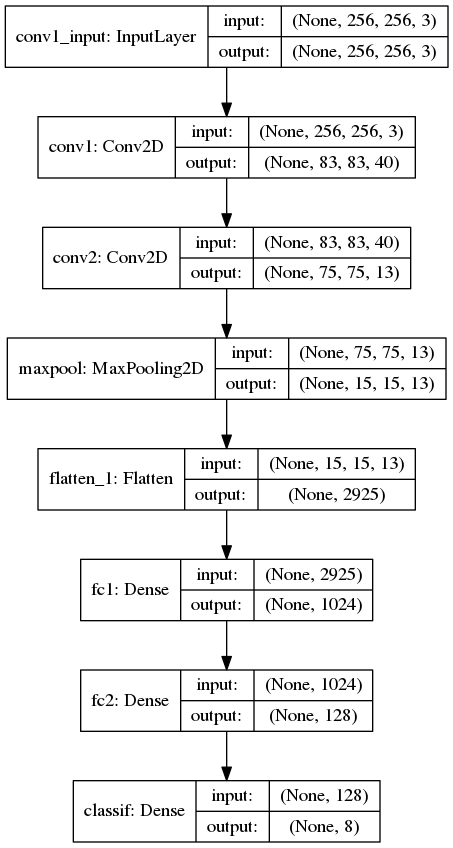 conv1_input: InputLayer input: (None, 256, 256, 3)
output: (None, 256, 256, 3)
conv1: Conv2D input: (None, 256, 256, 3)
output: (None, 83, 83, 40)
conv2: Conv2D input: (None, 83, 83, 40)
output: (None, 75, 75, 13)
maxpool: MaxPooling2D input: (None, 75, 75, 13)
output: (None, 15, 15, 13)
flatten_1: Flatten input: (None, 15, 15, 13)
output: (None, 2925)
fc1: Dense input: (None, 2925)
output: (None, 1024)
fc2: Dense input: (None, 1024)
output: (None, 128)
classif: Dense input: (None, 128)
output: (None, 8)